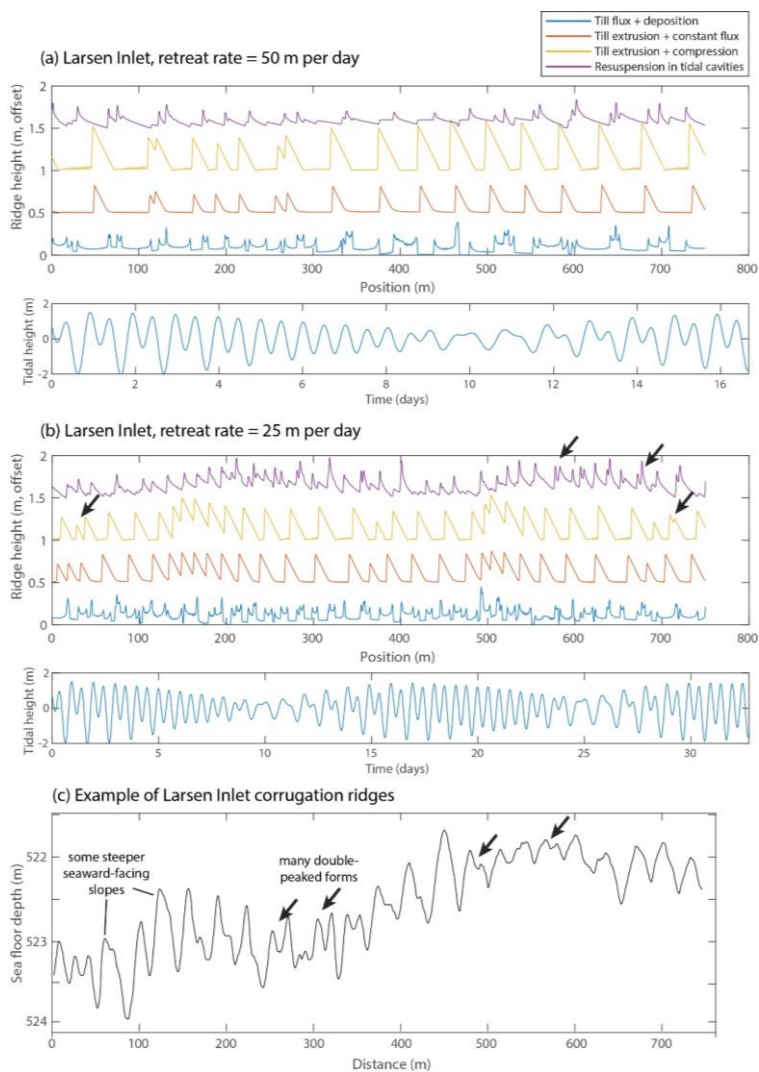 Till flux + deposition
Till extrusion + constant flux
Till extrusion + compression
Resuspension in tidal cavities
(a) Larsen Inlet, retreat rate = 50 m per day
Ridge height (m, offset)
2
1.5
1
0.5
0
0 100 200 300 400 500 600 700 800
Position (m)
Tidal height (m)
2
0
-2
0 2 4 6 8 10 12 14 16
Time (days)
(b) Larsen Inlet, retreat rate = 25 m per day
Ridge height (m, offset)
2
1.5
1
0.5
0
0 100 200 300 400 500 600 700 800
Position (m)
Tidal height (m)
2
0
-2
0 5 10 15 20 25 30
Time (days)
(c) Example of Larsen Inlet corrugation ridges
some steeper
seaward-facing
slopes
many double-
peaked forms
Sea floor depth (m)
522
523
524
0 100 200 300 400 500 600 700
Distance (m)